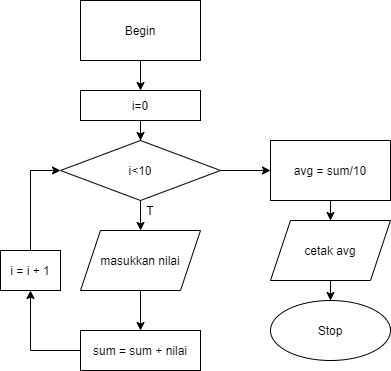 Begin
i=0
i<10
T
masukkan nilai
sum = sum + nilai
i = i + 1
avg = sum/10
cetak avg
Stop